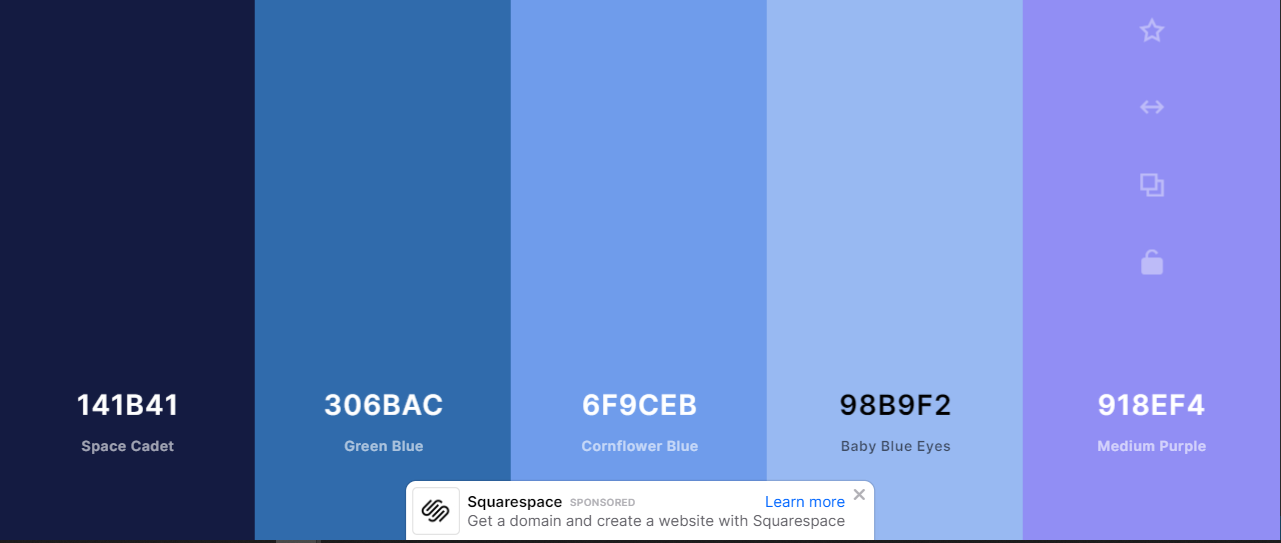 141B41
Space Cadet
306BAC
Green Blue
6F9CEB
Cornflower Blue
98B9F2
Baby Blue Eyes
918EF4
Medium Purple
Squarespace SPONSORED Learn more
Get a domain and create a website with Squarespace